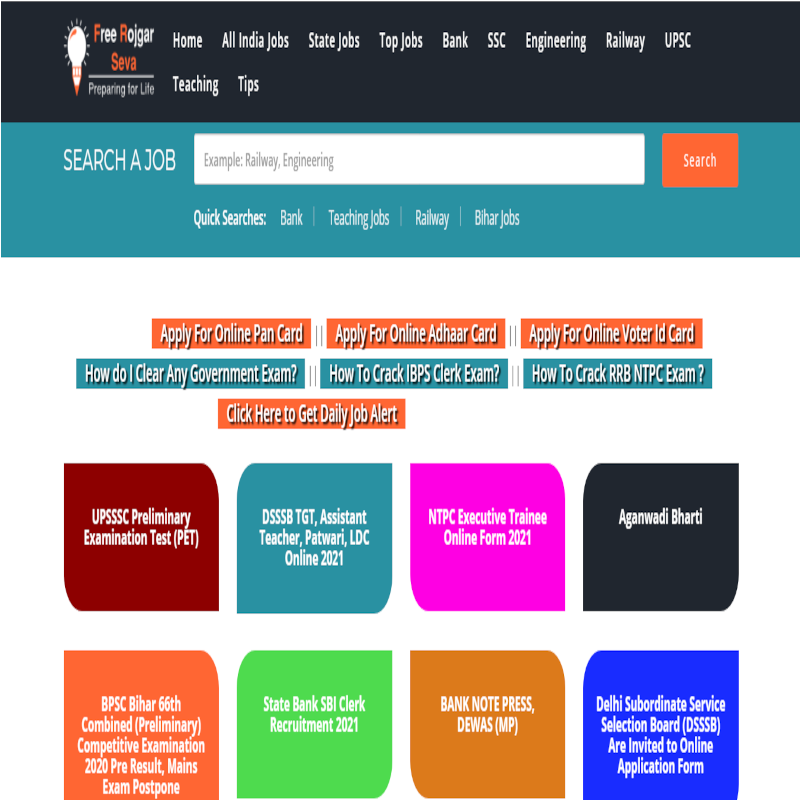 Free Rojgar
Seva
Preparing for Life
Home All India Jobs State Jobs Top Jobs Bank SSC Engineering Railway UPSC
Teaching Tips
SEARCH A JOB
Example: Railway, Engineering
Search
Quick Searches: Bank | Teaching Jobs | Railway | Bihar Jobs
Apply For Online Pan Card || Apply For Online Adhaar Card || Apply For Online Voter Id Card
How do I Clear Any Government Exam? || How To Crack IBPS Clerk Exam? || How To Crack RRB NTPC Exam ?
Click Here to Get Daily Job Alert
UPSSSC Preliminary
Examination Test (PET)
DSSSB TGT, Assistant
Teacher, Patwari, LDC
Online 2021
NTPC Executive Trainee
Online Form 2021
Aganwadi Bharti
BPSC Bihar 66th
Combined (Preliminary)
Competitive Examination
2020 Pre Result, Mains
Exam Postpone
State Bank SBI Clerk
Recruitment 2021
BANK NOTE PRESS,
DEWAS (MP)
Delhi Subordinate Service
Selection Board (DSSSB)
Are Invited to Online
Application Form